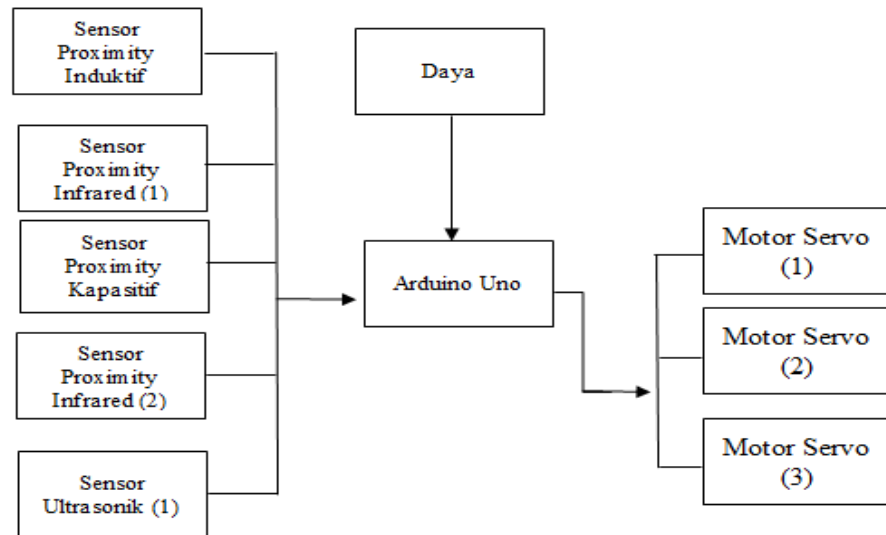 Sensor
Proximity
Induktif
Sensor
Proximity
Infrared (1)
Sensor
Proximity
Kapasitif
Sensor
Proximity
Infrared (2)
Sensor
Ultrasonik (1)
Daya
Arduino Uno
Motor Servo
(1)
Motor Servo
(2)
Motor Servo
(3)